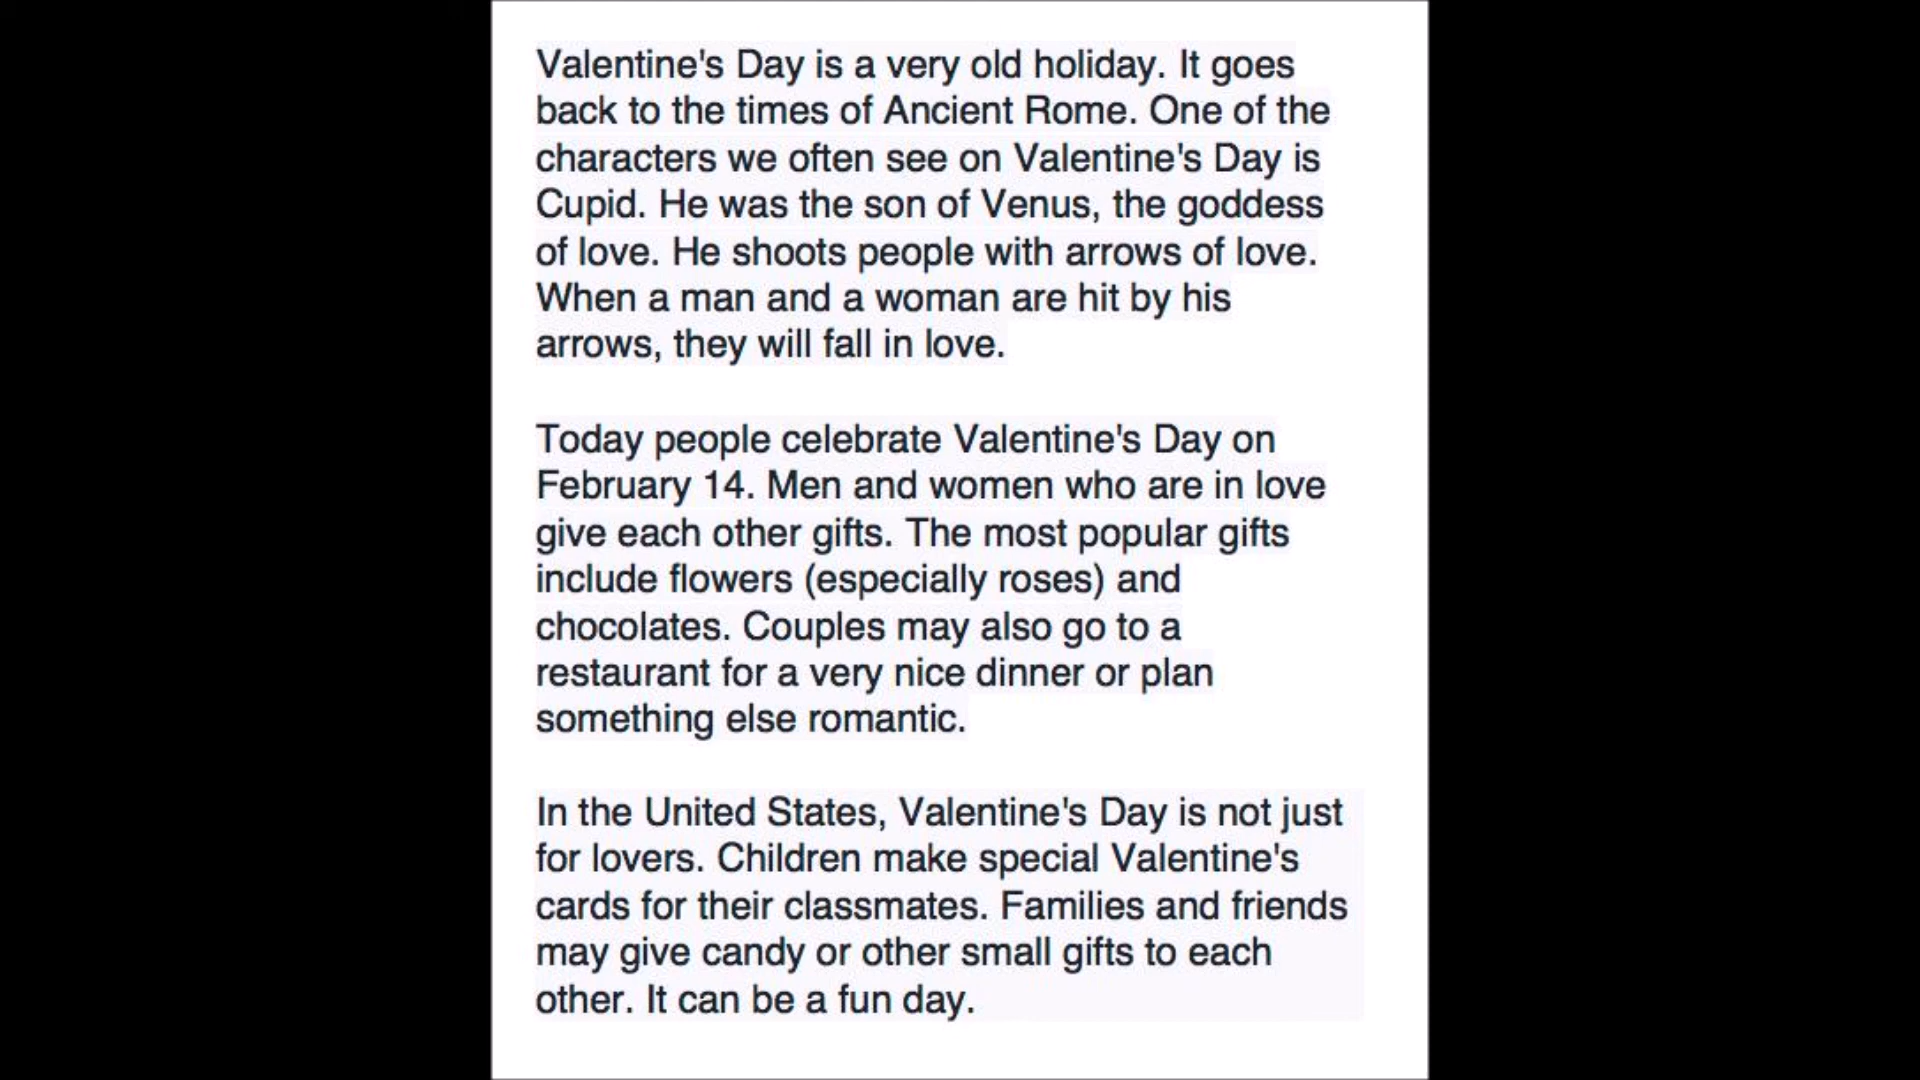 Valentine's Day is a very old holiday. It goes
back to the times of Ancient Rome. One of the
characters we often see on Valentine's Day is
Cupid. He was the son of Venus, the goddess
of love. He shoots people with arrows of love.
When a man and a woman are hit by his
arrows, they will fall in love.
Today people celebrate Valentine's Day on
February 14. Men and women who are in love
give each other gifts. The most popular gifts
include flowers (especially roses) and
chocolates. Couples may also go to a
restaurant for a very nice dinner or plan
something else romantic.
In the United States, Valentine's Day is not just
for lovers. Children make special Valentine's
cards for their classmates. Families and friends
may give candy or other small gifts to each
other. It can be a fun day.